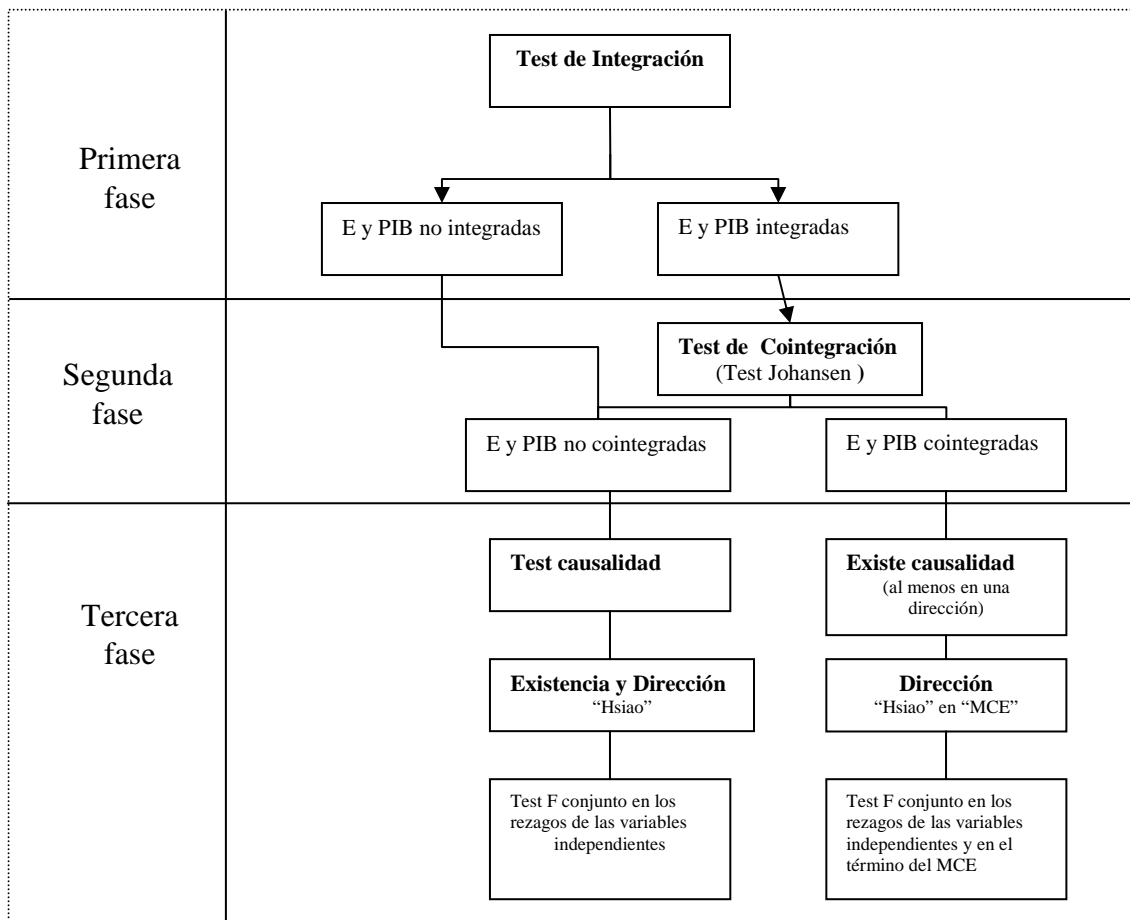 Test de Integración
Primera
fase
E y PIB no integradas
E y PIB integradas
Segunda
fase
Test de Cointegración
(Test Johansen )
E y PIB no cointegradas
E y PIB cointegradas
Tercera
fase
Test causalidad
Existe causalidad
(al menos en una
dirección)
Existencia y Dirección
“Hsiao”
Dirección
“Hsiao” en “MCE”
Test F conjunto en los
rezagos de las variables
independientes
Test F conjunto en los
rezagos de las variables
independientes y en el
término del MCE